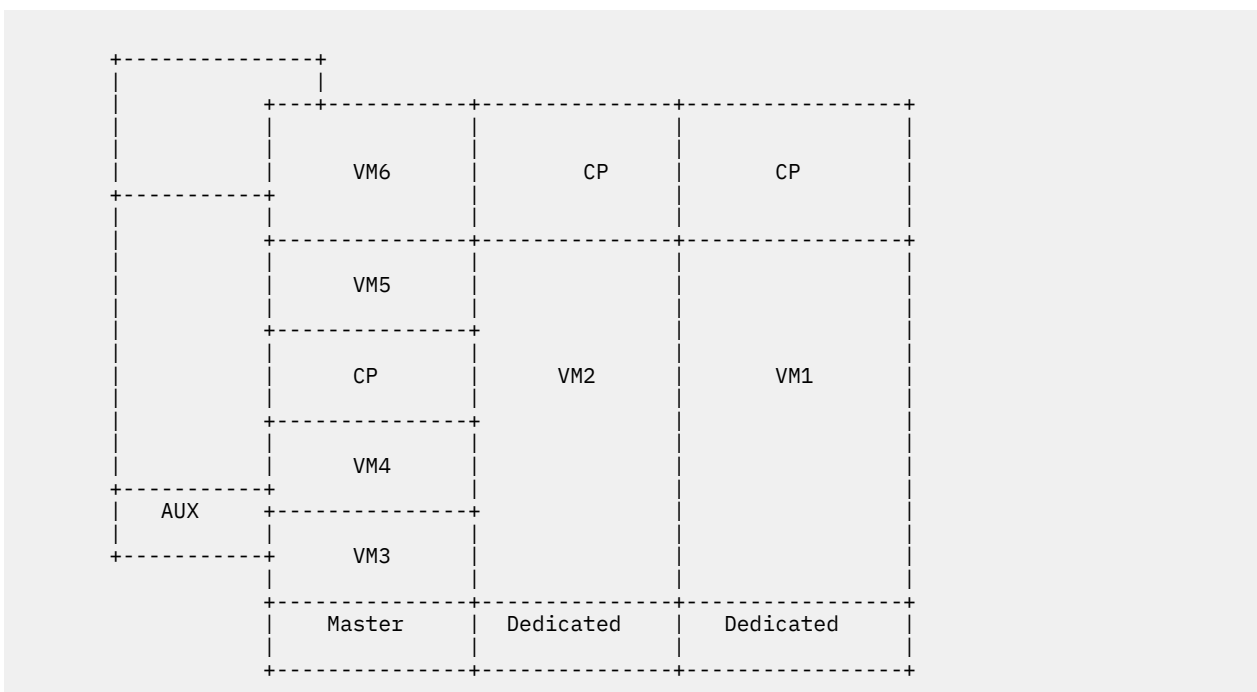 VM6 CP CP
VM5
CP VM2 VM1
VM4
AUX
VM3
Master Dedicated Dedicated